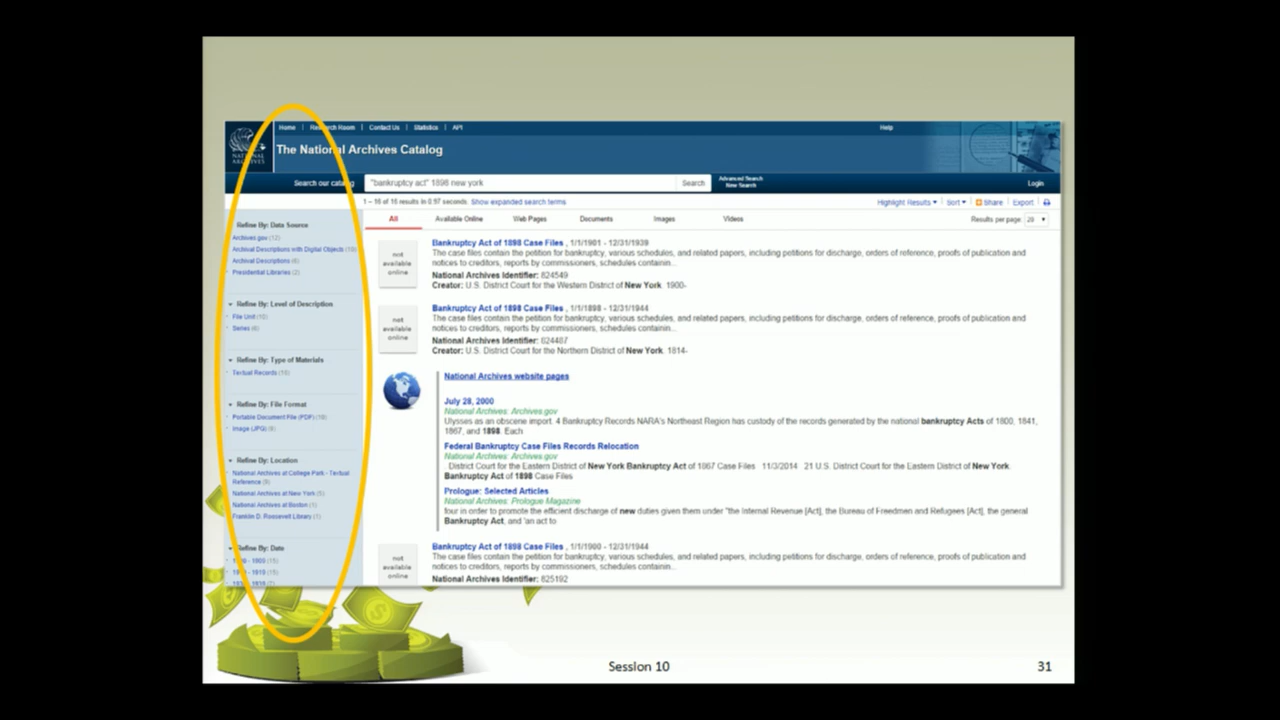 Home | Research Room | Contact Us | Statistics | API
Help
NATIONAL
ARCHIVES
The National Archives Catalog
Search our catalog
"bankruptcy act" 1898 new york
Search
Advanced Search
New Search
Login
1 – 16 of 16 results in 0.97 seconds. Show expanded search terms
Highlight Results
Sort
Share
Export
All
Available Online
Web Pages
Documents
Images
Videos
Results per page
Refine By: Data Source
Archives.gov (12)
Archival Descriptions with Digital Objects (10)
Archival Descriptions (6)
Presidential Libraries (2)
Refine By: Level of Description
File Unit (10)
Series (6)
Refine By: Type of Materials
Textual Records (16)
Refine By: File Format
Portable Document File (PDF) (10)
Image (JPG) (8)
Refine By: Location
National Archives at College Park - Textual
Reference (9)
National Archives at New York (5)
National Archives at Boston (1)
Franklin D. Roosevelt Library (1)
Refine By: Date
not
available
online
Bankruptcy Act of 1898 Case Files , 1/1/1901 - 12/31/1939
The case files contain the petition for bankruptcy, various schedules, and related papers, including petitions for discharge, orders of reference, proofs of publication and
notices to creditors, reports by commissioners, schedules containin...
National Archives Identifier: 824549
Creator: U.S. District Court for the Western District of New York. 1900-
not
available
online
Bankruptcy Act of 1898 Case Files , 1/1/1898 - 12/31/1944
The case files contain the petition for bankruptcy, various schedules, and related papers, including petitions for discharge, orders of reference, proofs of publication and
notices to creditors, reports by commissioners, schedules containin...
National Archives Identifier: 824487
Creator: U.S. District Court for the Northern District of New York. 1814-
National Archives website pages
July 28, 2000
National Archives: Archives.gov
Ulysses as an obscene import. 4 Bankruptcy Records NARA's Northeast Region has custody of the records generated by the national bankruptcy Acts of 1800, 1841,
1867, and 1898. Each
Federal Bankruptcy Case Files Records Relocation
National Archives: Archives.gov
District Court for the Eastern District of New York Bankruptcy Act of 1867 Case Files 11/3/2014 21 U.S. District Court for the Eastern District of New York
Bankruptcy Act of 1898 Case Files
Prologue: Selected Articles
National Archives: Prologue Magazine
four in order to promote the efficient discharge of new duties given them under "the Internal Revenue [Act], the Bureau of Freedmen and Refugees [Act], the general
Bankruptcy Act, and 'an act to
not
available
online
Bankruptcy Act of 1898 Case Files , 1/1/1900 - 12/31/1944
The case files contain the petition for bankruptcy, various schedules, and related papers, including petitions for discharge, orders of reference, proofs of publication and
notices to creditors, reports by commissioners, schedules containin...
National Archives Identifier: 825192
Session 10
31